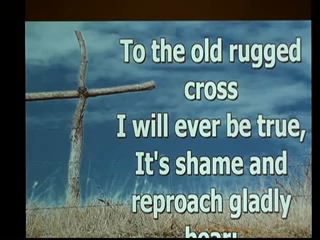 To the old rugged
cross
I will ever be true,
It's shame and
reproach gladly
bear;